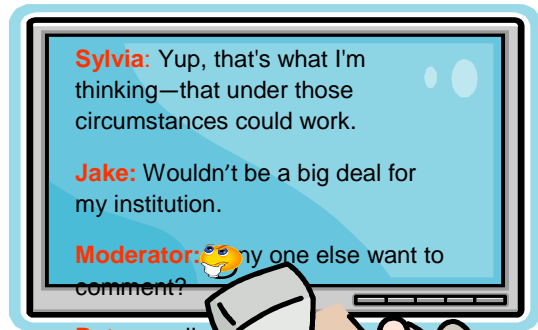 Sylvia: Yup, that's what I'm
thinking—that under those
circumstances could work.
Jake: Wouldn't be a big deal for
my institution.
Moderator: ny one else want to
comment?